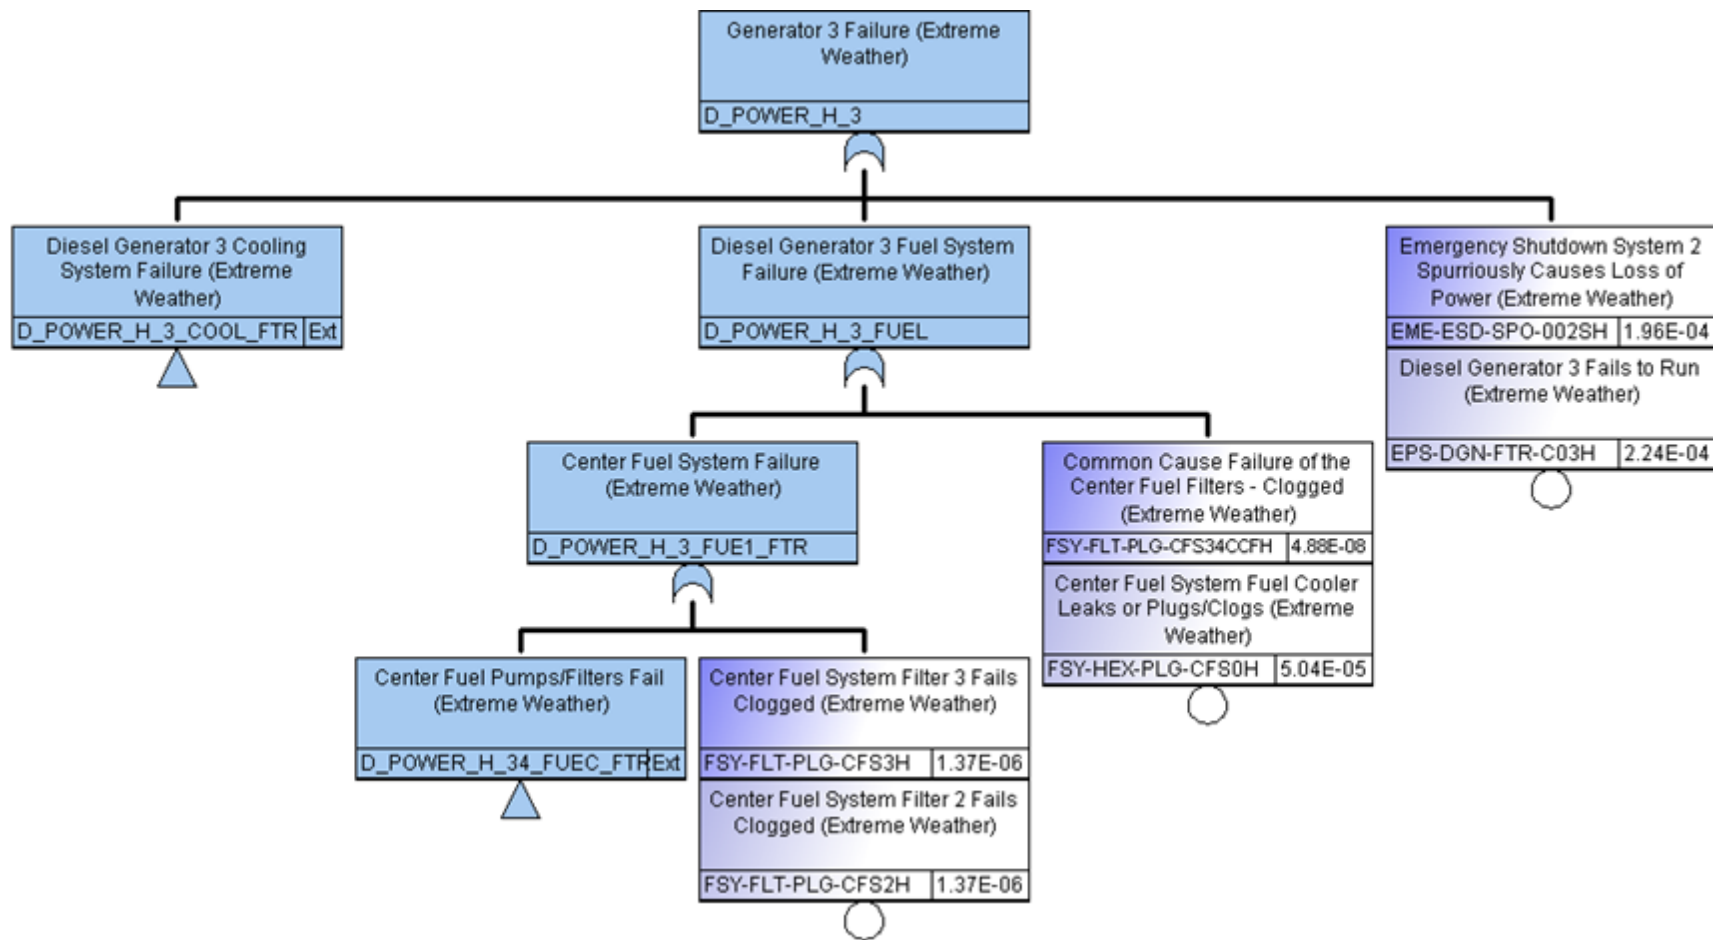 Generator 3 Failure (Extreme
Weather)
D_POWER_H_3
Diesel Generator 3 Cooling
System Failure (Extreme
Weather)
D_POWER_H_3_COOL_FTR Ext
Diesel Generator 3 Fuel System
Failure (Extreme Weather)
D_POWER_H_3_FUEL
Emergency Shutdown System 2
Spurriously Causes Loss of
Power (Extreme Weather)
EME-ESD-SPO-002SH 1.96E-04
Diesel Generator 3 Fails to Run
(Extreme Weather)
EPS-DGN-FTR-C03H 2.24E-04
Center Fuel System Failure
(Extreme Weather)
D_POWER_H_3_FUE1_FTR
Common Cause Failure of the
Center Fuel Filters - Clogged
(Extreme Weather)
FSY-FLT-PLG-CFS34CCFH 4.88E-08
Center Fuel System Fuel Cooler
Leaks or Plugs/Clogs (Extreme
Weather)
FSY-HEX-PLG-CFS0H 5.04E-05
Center Fuel Pumps/Filters Fail
(Extreme Weather)
D_POWER_H_34_FUEC_FTR Ext
Center Fuel System Filter 3 Fails
Clogged (Extreme Weather)
FSY-FLT-PLG-CFS3H 1.37E-06
Center Fuel System Filter 2 Fails
Clogged (Extreme Weather)
FSY-FLT-PLG-CFS2H 1.37E-06